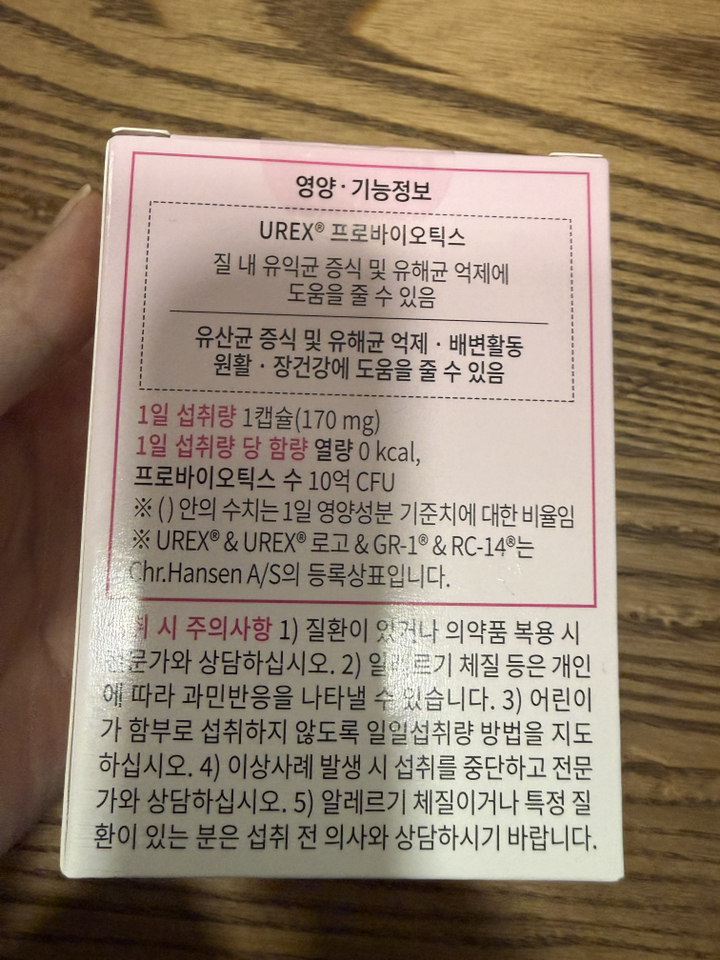 영양 · 기능정보
UREX® 프로바이오틱스
질 내 유익균 증식 및 유해균 억제에
도움을 줄 수 있음
유산균 증식 및 유해균 억제 · 배변활동
원활 · 장건강에 도움을 줄 수 있음
1일 섭취량 1캡슐(170 mg)
1일 섭취량 당 함량 열량 0 kcal,
프로바이오틱스 수 10억 CFU
※ ( ) 안의 수치는 1일 영양성분 기준치에 대한 비율임
※ UREX® & UREX® 로고 & GR-1® & RC-14®는
Chr.Hansen A/S의 등록상표입니다.
시 주의사항 1) 질환이 있거나 의약품 복용 시
전문가와 상담하십시오. 2) 알레르기 체질 등은 개인
에 따라 과민반응을 나타낼 수 있습니다. 3) 어린이
가 함부로 섭취하지 않도록 일일섭취량 방법을 지도
하십시오. 4) 이상사례 발생 시 섭취를 중단하고 전문
가와 상담하십시오. 5) 알레르기 체질이거나 특정 질
환이 있는 분은 섭취 전 의사와 상담하시기 바랍니다.